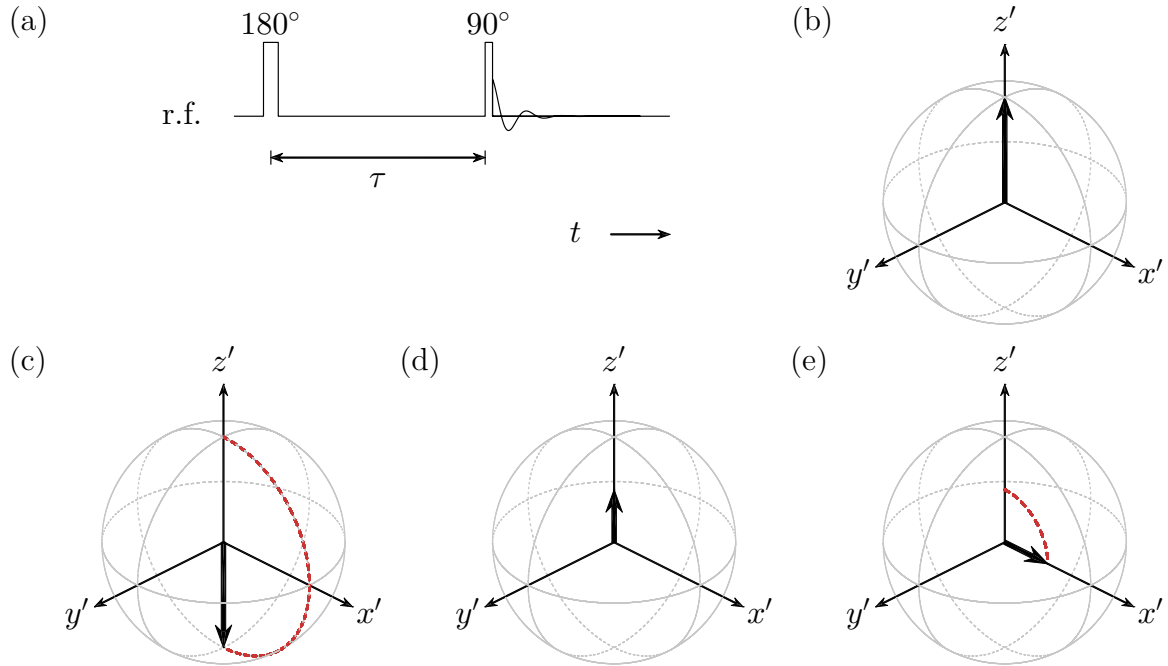 (a)
180° 90°
r.f.
τ
t
(b)
z′
y′ x′
(c)
z′
y′ x′
(d)
z′
y′ x′
(e)
z′
y′ x′